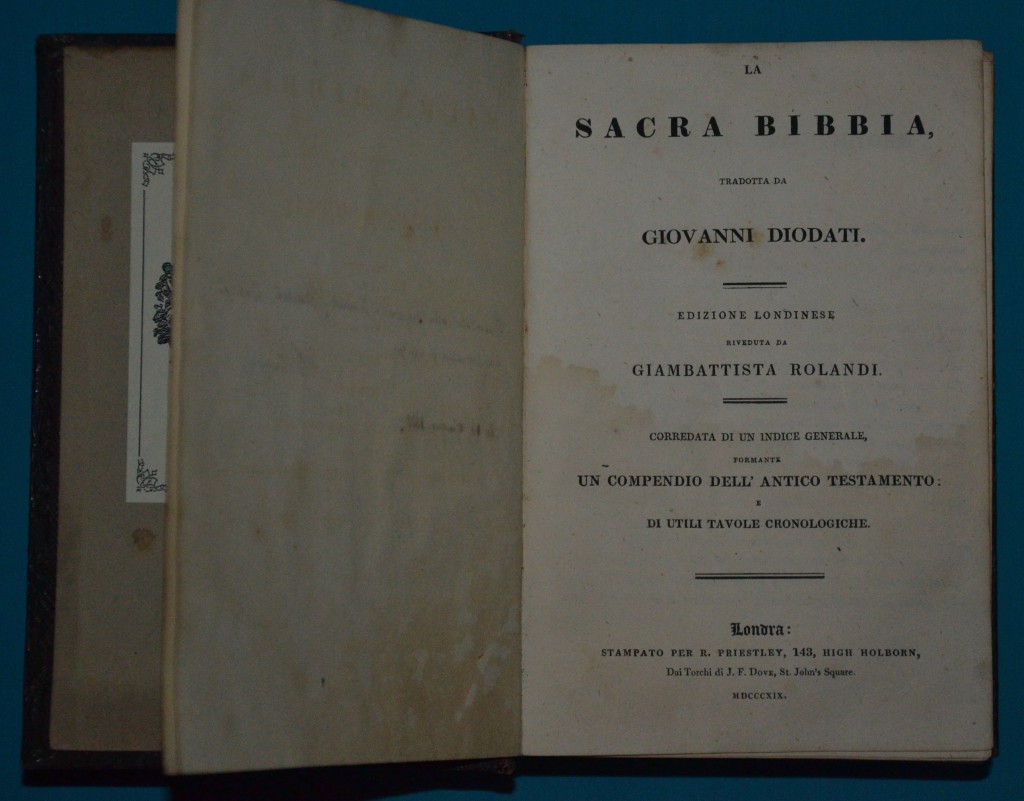 LA
SACRA BIBBIA,
TRADOTTA DA
GIOVANNI DIODATI.
EDIZIONE LONDINESE
RIVEDUTA DA
GIAMBATTISTA ROLANDI.
CORREDATA DI UN INDICE GENERALE,
FORMANTE
UN COMPENDIO DELL' ANTICO TESTAMENTO:
E
DI UTILI TAVOLE CRONOLOGICHE.
Londra:
STAMPATO PER R. PRIESTLEY, 143, HIGH HOLBORN,
Dai Torchi di J. F. Dove, St. John's Square.
MDCCCXIX.